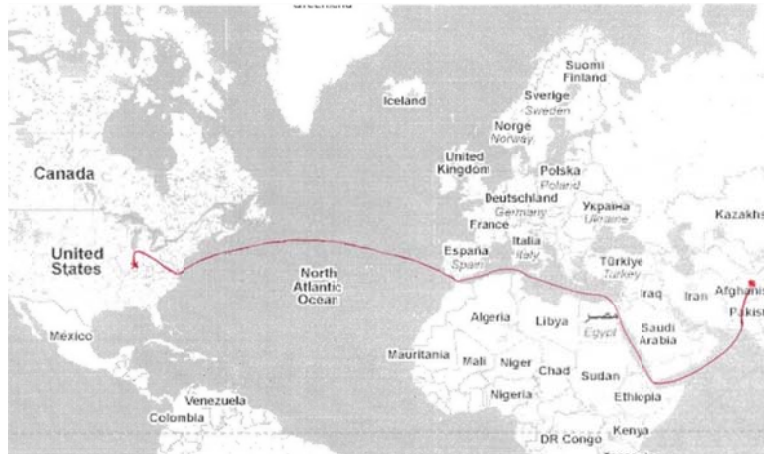 Greenland
Iceland
Suomi
Finland
Sverige
Sweden
Norge
Norway
Canada
United
Kingdom
Polska
Poland
Deutschland
Germany
Україна
Ukraine
Kazakhs
France
United
States
España
Spain
Italia
Italy
Türkiye
Turkey
North
Atlantic
Ocean
Iraq
Iran
Afghanis
Pakist
México
Algeria
Libya
مصر
Egypt
Saudi
Arabia
Mauritania
Mali
Niger
Chad
Sudan
Nigeria
Ethiopia
Venezuela
Colombia
DR Congo
Kenya